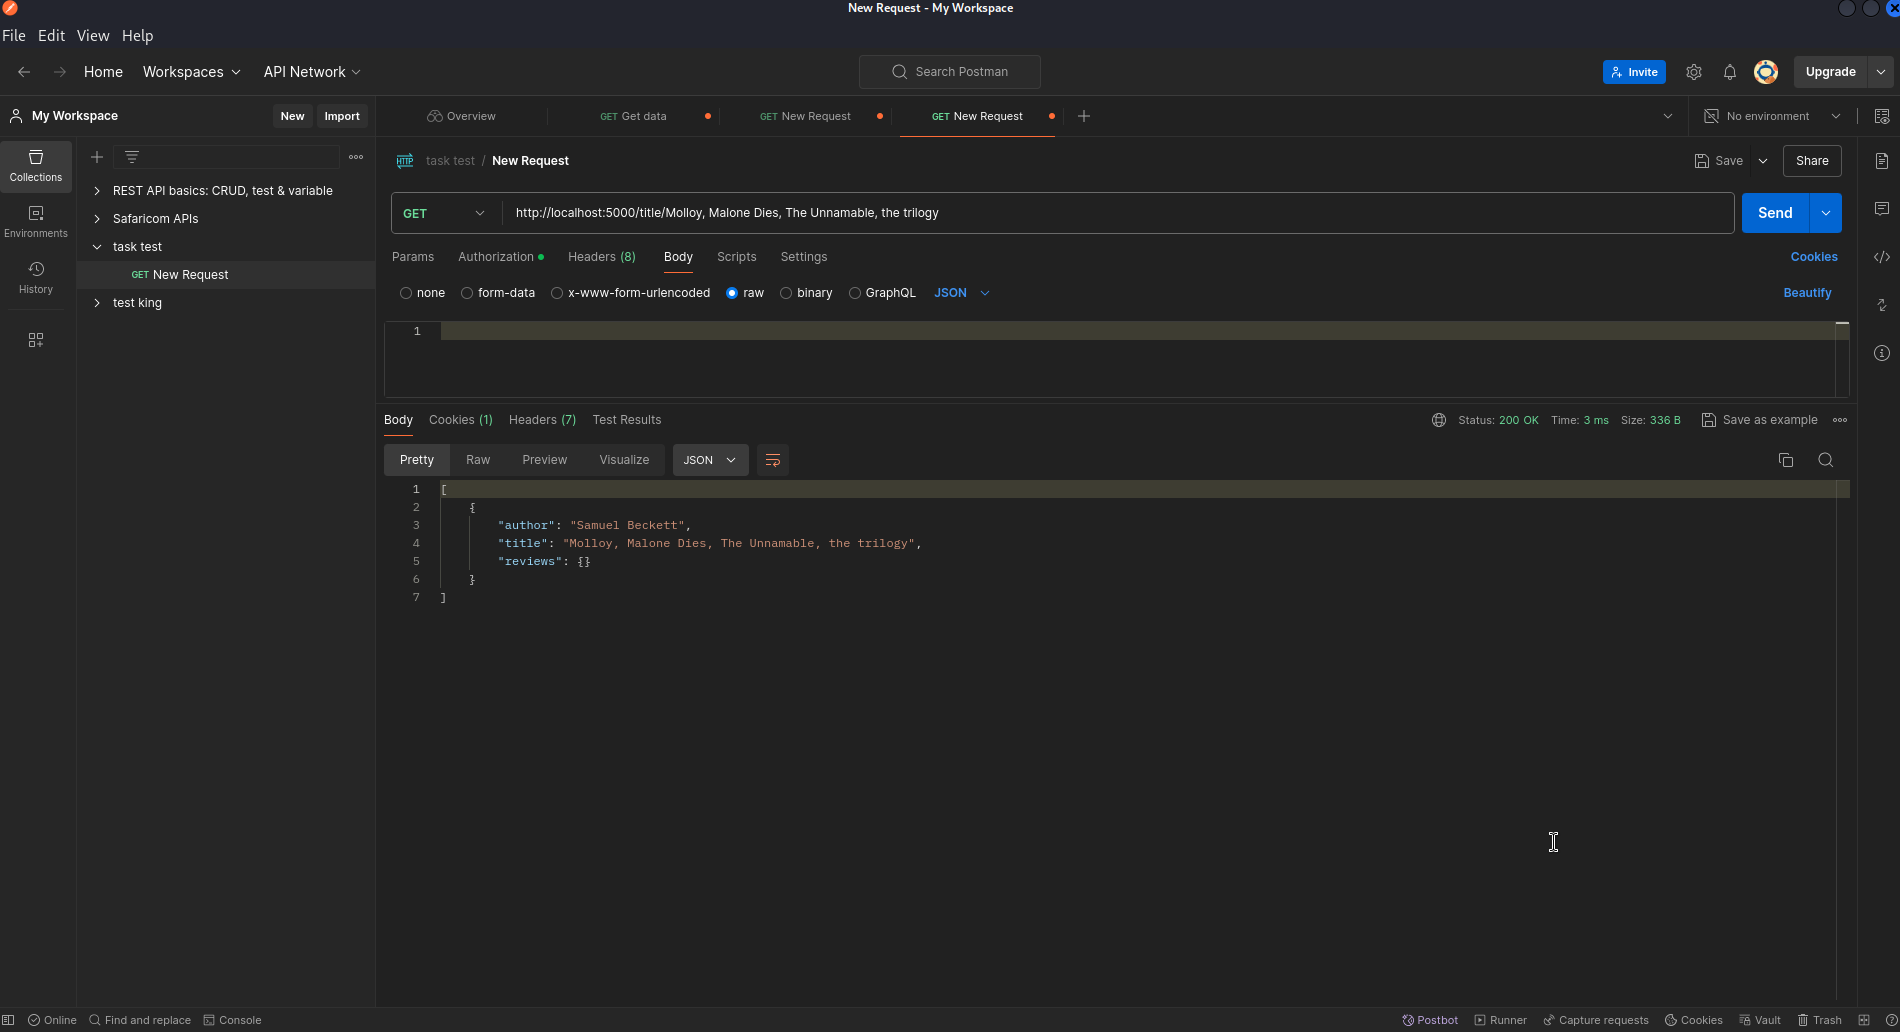 New Request - My Workspace
File Edit View Help
Home Workspaces API Network Search Postman Invite Upgrade
My Workspace New Import
Overview GET Get data GET New Request GET New Request No environment
Collections
Environments
History
REST API basics: CRUD, test & variable
Safaricom APIs
task test
GET New Request
test king
HTTP task test / New Request Save Share
GET http://localhost:5000/title/Molloy, Malone Dies, The Unnamable, the trilogy Send
Params Authorization Headers (8) Body Scripts Settings Cookies
none form-data x-www-form-urlencoded raw binary GraphQL JSON Beautify
1
Body Cookies (1) Headers (7) Test Results Status: 200 OK Time: 3 ms Size: 336 B Save as example
Pretty Raw Preview Visualize JSON
1 [
2 {
3 "author": "Samuel Beckett",
4 "title": "Molloy, Malone Dies, The Unnamable, the trilogy",
5 "reviews": {}
6 }
7 ]
Online Find and replace Console Postbot Runner Capture requests Cookies Vault Trash